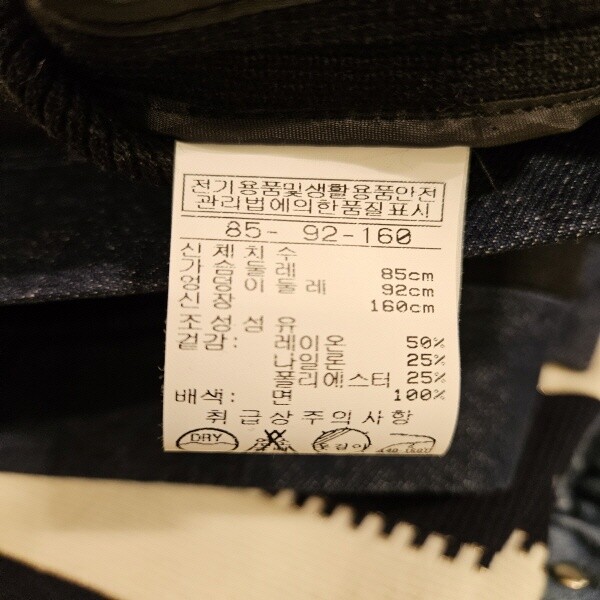 전기용품및생활용품안전
관리법에의한품질표시
85- 92-160
신체치수
가슴둘레 85cm
엉덩이둘레 92cm
신장 160cm
조성섬유
겉감: 레이온 50%
나일론 25%
폴리에스터 25%
배색: 면 100%
취급상주의사항
DRY 옷걸이